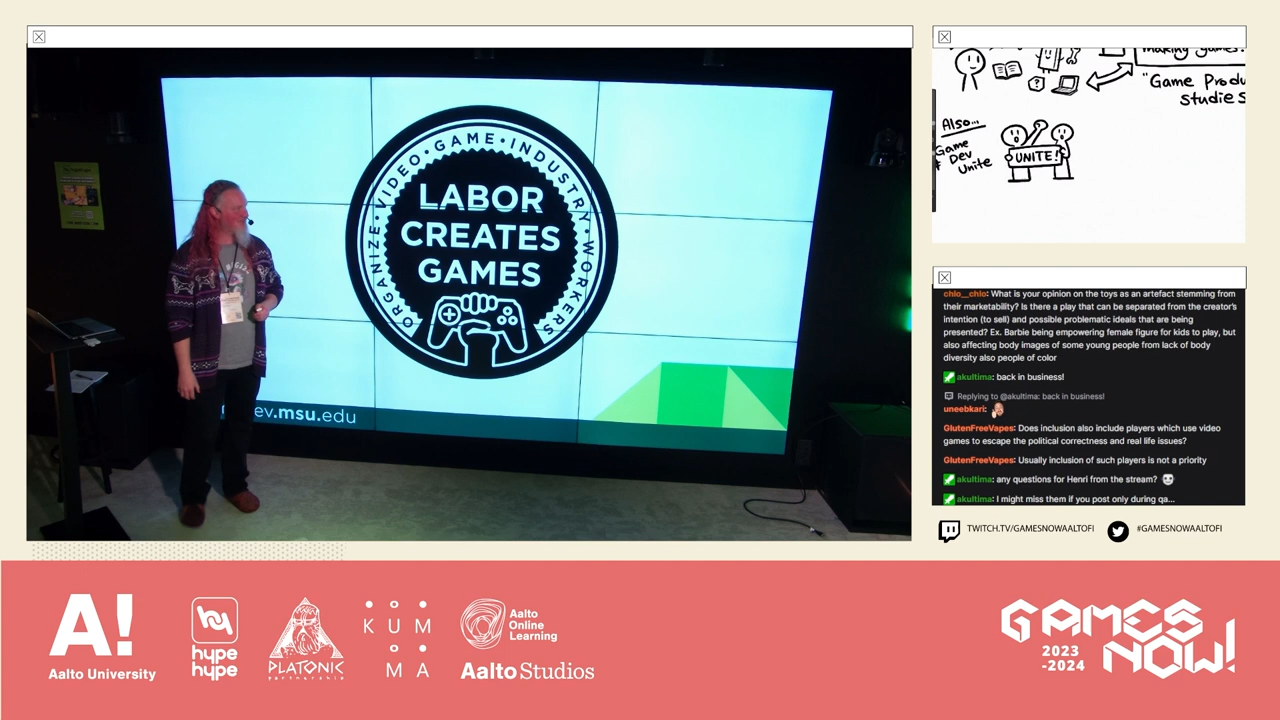 ORGANIZE • VIDEO • GAME • INDUSTRY • WORKERS
LABOR
CREATES
GAMES
ev.msu.edu
making games.
"Game Produ
Studies
Also...
Game
Dev
Unite
UNITE!
chio__chio: What is your opinion on the toys as an artefact stemming from
their marketability? Is there a play that can be separated from the creator's
intention (to sell) and possible problematic ideals that are being
presented? Ex. Barbie being empowering female figure for kids to play, but
also affecting body images of some young people from lack of body
diversity also people of color
akultima: back in business!
Replying to @akultima: back in business!
uneebkari:
GlutenFreeVapes: Does inclusion also include players which use video
games to escape the political correctness and real life issues?
GlutenFreeVapes: Usually inclusion of such players is not a priority
akultima: any questions for Henri from the stream?
akultima: I might miss them if you post only during qa...
TWITCH.TV/GAMESNOWAALTOFI
#GAMESNOWAALTOFI
A!
Aalto University
hype
hype
PLATONIC
partnership
KUM
MA
Aalto
Online
Learning
Aalto Studios
GAMES
NOW!
2023
-2024